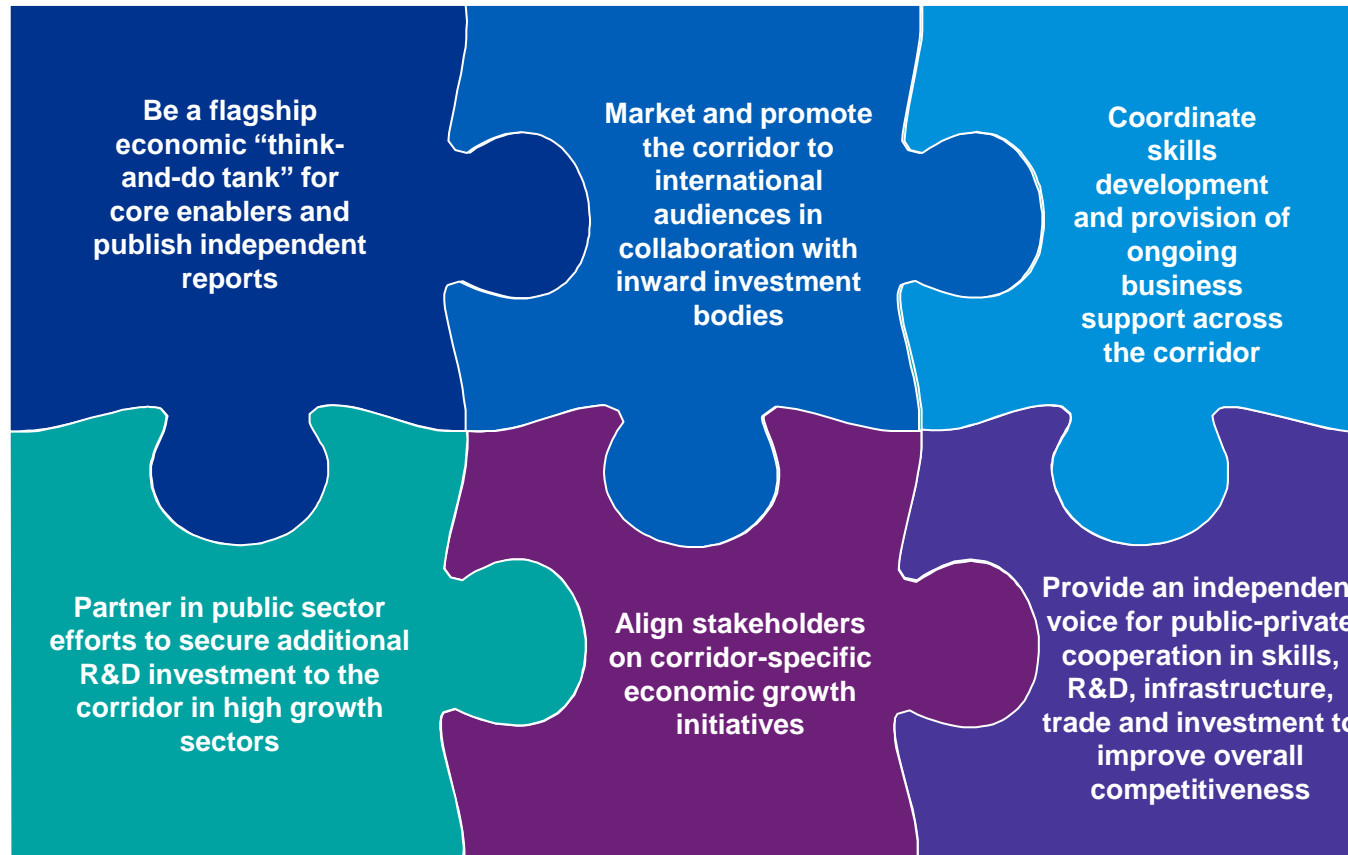 Be a flagship
economic “think-
and-do tank” for
core enablers and
publish independent
reports
Market and promote
the corridor to
international
audiences in
collaboration with
inward investment
bodies
Coordinate
skills
development
and provision of
ongoing
business
support across
the corridor
Partner in public sector
efforts to secure additional
R&D investment to the
corridor in high growth
sectors
Align stakeholders
on corridor-specific
economic growth
initiatives
Provide an independen
voice for public-private
cooperation in skills,
R&D, infrastructure,
trade and investment to
improve overall
competitiveness